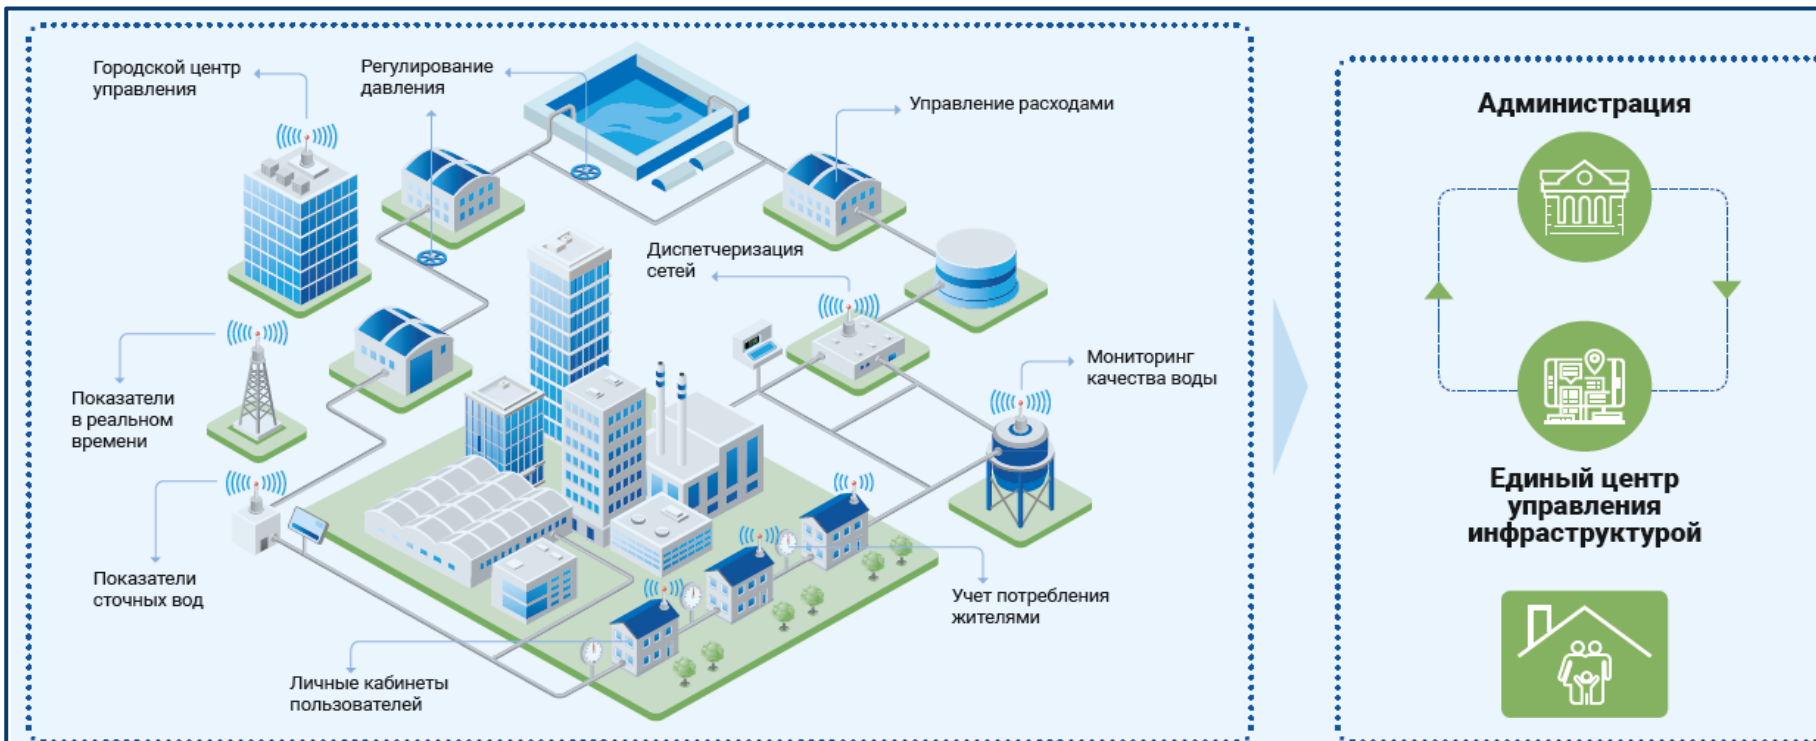 Городской центр
управления
Регулирование
давления
Управление расходами
Диспетчеризация
сетей
Мониторинг
качества воды
Показатели
в реальном
времени
Показатели
сточных вод
Учет потребления
жителями
Личные кабинеты
пользователей
Администрация
Единый центр
управления
инфраструктурой